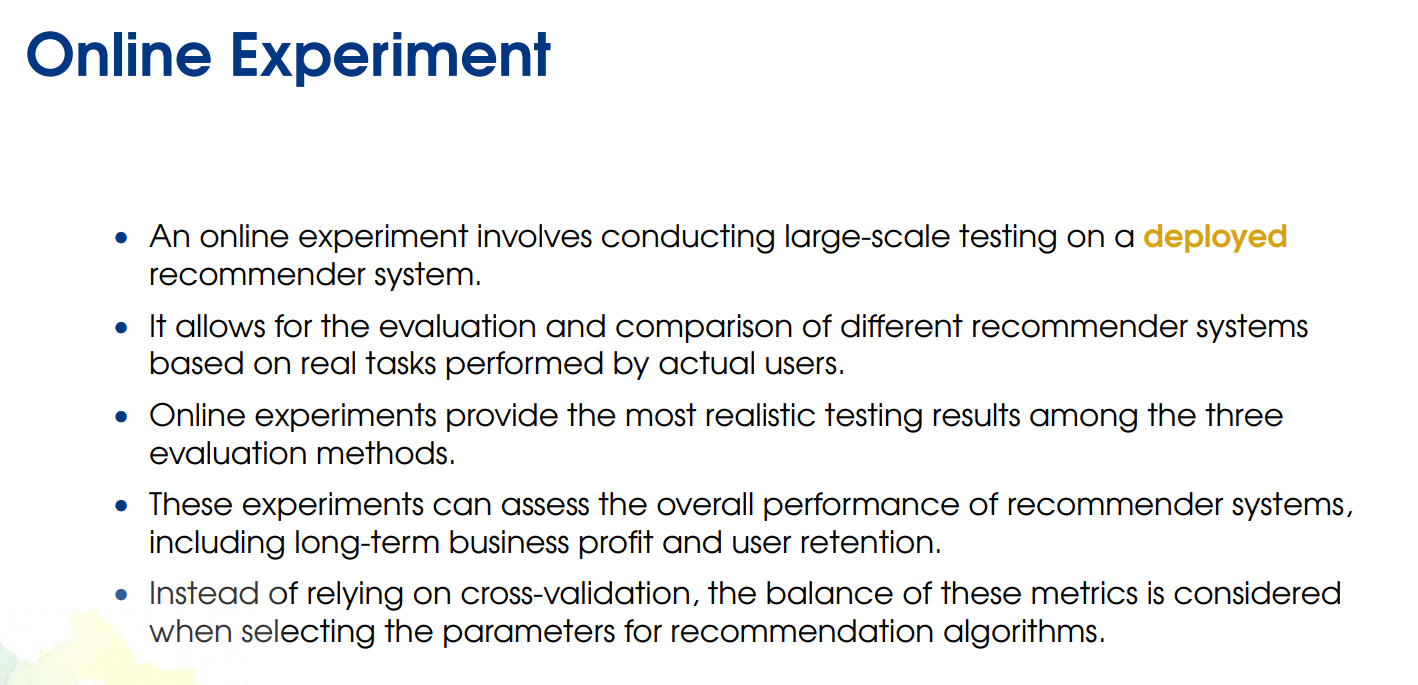 Online Experiment
• An online experiment involves conducting large-scale testing on a deployed
recommender system.
• It allows for the evaluation and comparison of different recommender systems
based on real tasks performed by actual users.
• Online experiments provide the most realistic testing results among the three
evaluation methods.
• These experiments can assess the overall performance of recommender systems,
including long-term business profit and user retention.
• Instead of relying on cross-validation, the balance of these metrics is considered
when selecting the parameters for recommendation algorithms.